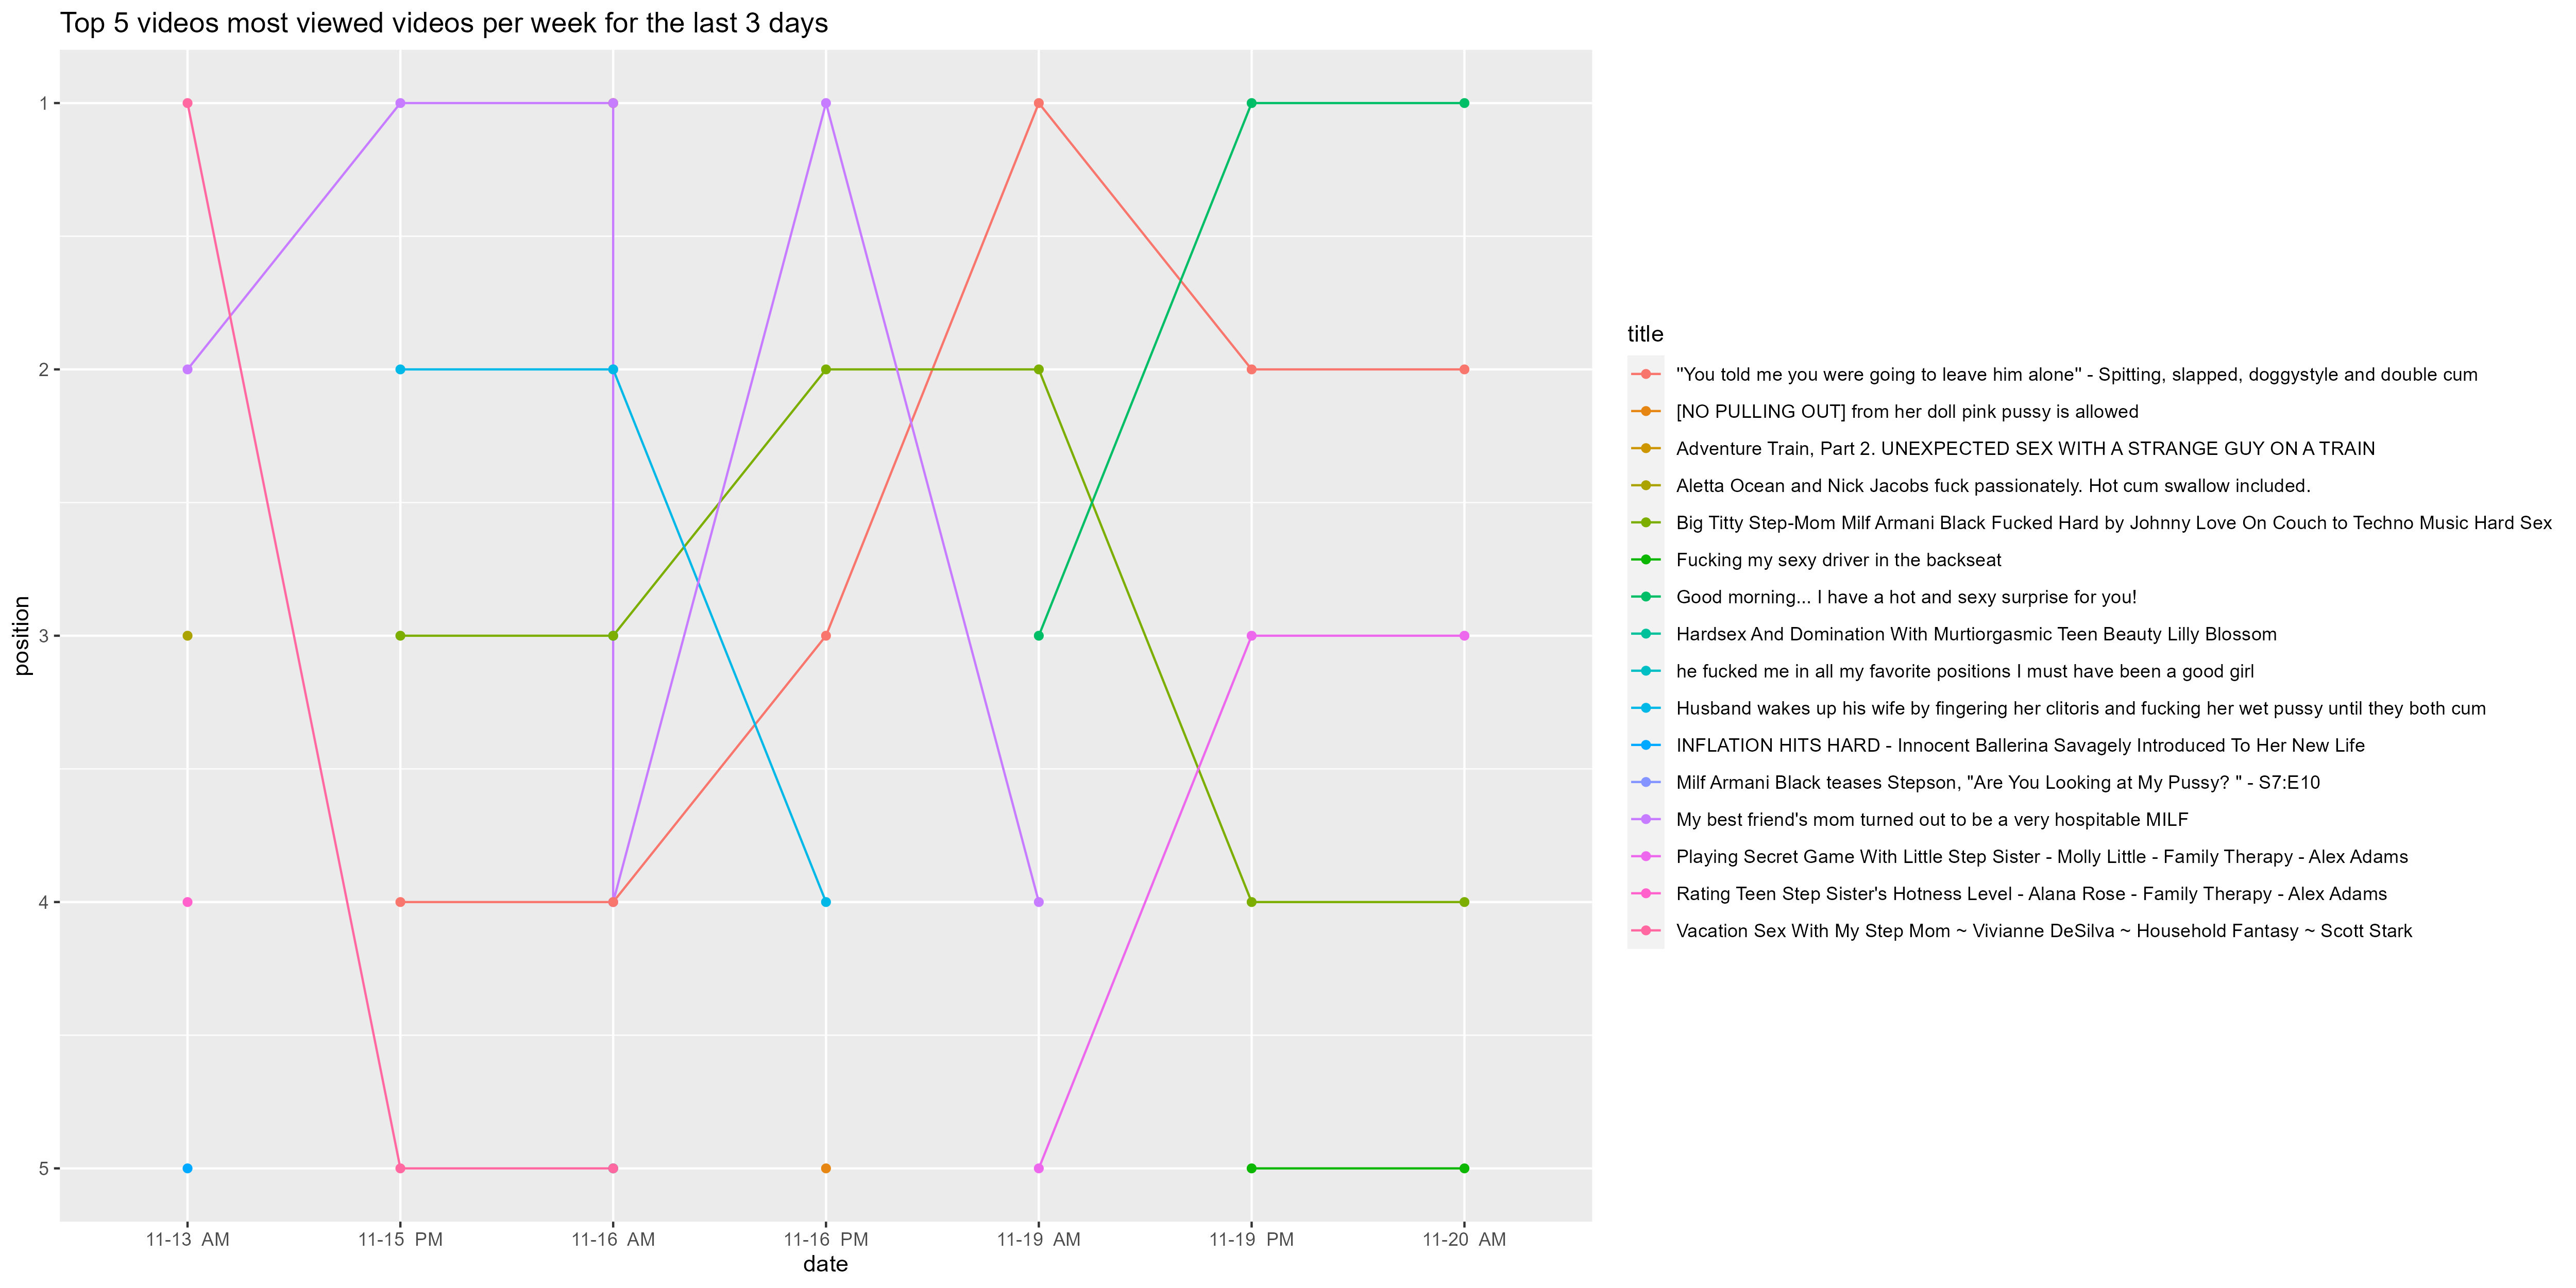 Top 5 videos most viewed videos per week for the last 3 days
position
1
2
3
4
5
11-13 AM
11-15 PM
11-16 AM
11-16 PM
11-19 AM
11-19 PM
11-20 AM
date
title
"You told me you were going to leave him alone" - Spitting, slapped, doggystyle and double cum
[NO PULLING OUT] from her doll pink pussy is allowed
Adventure Train, Part 2. UNEXPECTED SEX WITH A STRANGE GUY ON A TRAIN
Aletta Ocean and Nick Jacobs fuck passionately. Hot cum swallow included.
Big Titty Step-Mom Milf Armani Black Fucked Hard by Johnny Love On Couch to Techno Music Hard Sex
Fucking my sexy driver in the backseat
Good morning... I have a hot and sexy surprise for you!
Hardsex And Domination With Murtiorgasmic Teen Beauty Lilly Blossom
he fucked me in all my favorite positions I must have been a good girl
Husband wakes up his wife by fingering her clitoris and fucking her wet pussy until they both cum
INFLATION HITS HARD - Innocent Ballerina Savagely Introduced To Her New Life
Milf Armani Black teases Stepson, "Are You Looking at My Pussy? " - S7:E10
My best friend's mom turned out to be a very hospitable MILF
Playing Secret Game With Little Step Sister - Molly Little - Family Therapy - Alex Adams
Rating Teen Step Sister's Hotness Level - Alana Rose - Family Therapy - Alex Adams
Vacation Sex With My Step Mom ~ Vivianne DeSilva ~ Household Fantasy ~ Scott Stark